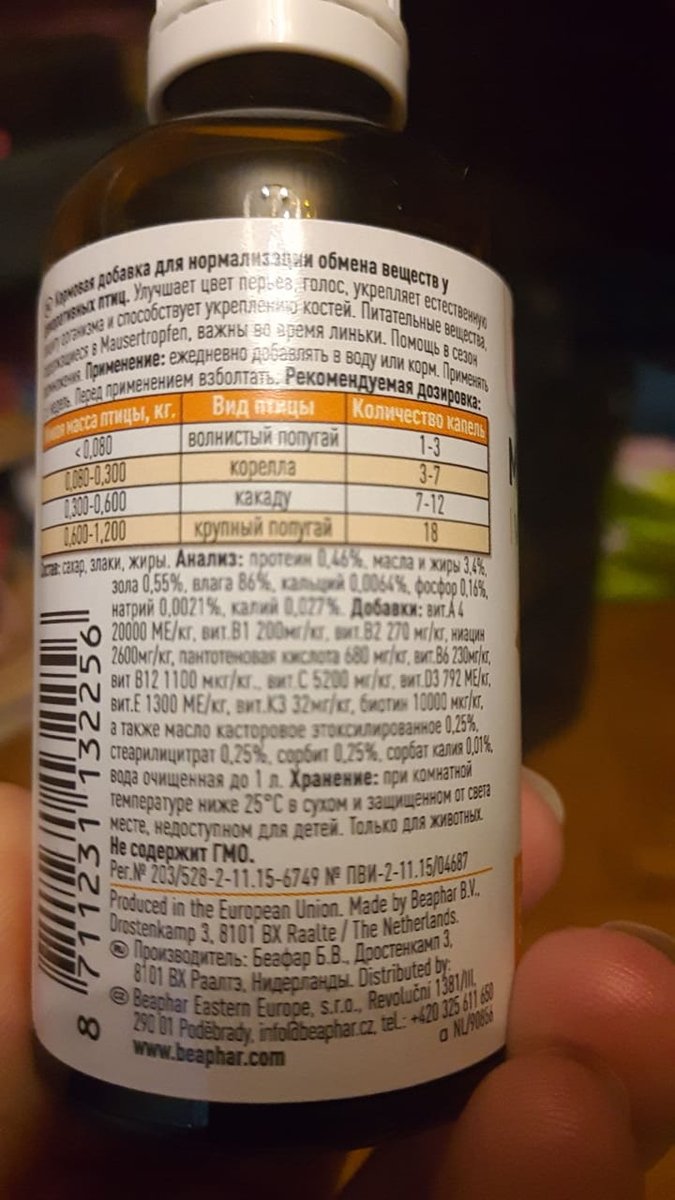 Кормовая добавка для нормализации обмена веществ у
декоративных птиц. Улучшает цвет перьев, голос, укрепляет естественную
организма и способствует укреплению костей. Питательные вещества,
в Mausertropfen, важны во время линьки. Помощь в сезон
Применение: ежедневно добавлять в воду или корм. Применять
недель. Перед применением взболтать. Рекомендуемая дозировка:
масса птицы, кг. Вид птицы Количество капель
<0,080 волнистый попугай 1-3
0,080-0,300 корелла 3-7
0,300-0,600 какаду 7-12
0,600-1,200 крупный попугай 18
Состав: сахар, злаки, жиры. Анализ: протеин 0,46%, масла и жиры 3,4%,
зола 0,55%, влага 86%, кальций 0,0064%, фосфор 0,16%,
натрий 0,0021%, калий 0,027%. Добавки: вит.А 4
20000 МЕ/кг, вит.В1 200мг/кг, вит.В2 270 мг/кг, ниацин
2600мг/кг, пантотеновая кислота 680 мг/кг, вит.В6 230мг/кг,
вит В12 1100 мкг/кг., вит.С 5200 мг/кг, вит.D3 792 МЕ/кг,
вит.Е 1300 МЕ/кг, вит.К3 32мг/кг, биотин 10000 мкг/кг,
а также масло касторовое этоксилированное 0,25%,
стеарилцитрат 0,25%, сорбит 0,25%, сорбат калия 0,01%,
вода очищенная до 1 л. Хранение: при комнатной
температуре ниже 25°С в сухом и защищенном от света
месте, недоступном для детей. Только для животных.
Не содержит ГМО.
Рег.№ 203/528-2-11.15-6749 № ПВИ-2-11.15/04687
Produced in the European Union. Made by Beaphar B.V.,
Drostenkamp 3, 8101 BX Raalte / The Netherlands.
Производитель: Беафар Б.В., Дростенкамп 3,
8101 ВХ Раалтэ, Нидерланды. Distributed by:
Beaphar Eastern Europe, s.r.o., Revoluční 1381/III,
290 01 Poděbrady, info@beaphar.cz, tel.: +420 325 611 650
α NL/90856
www.beaphar.com
8 711231 132256
M